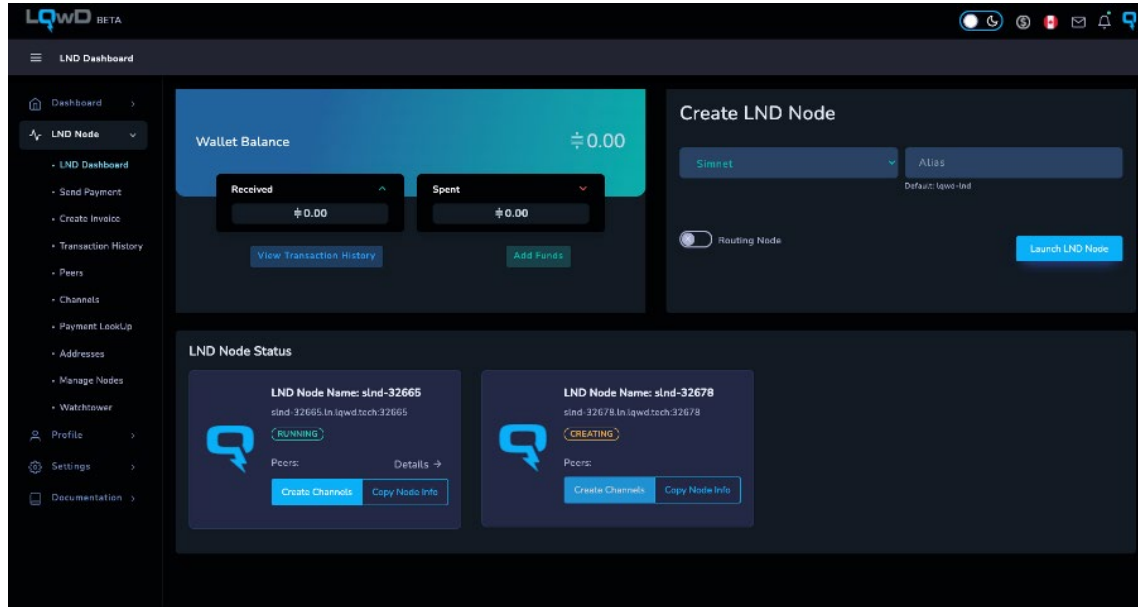 LQwD BETA
LND Dashboard
Dashboard
LND Node
LND Dashboard
Send Payment
Create Invoice
Transaction History
Peers
Channels
Payment LookUp
Addresses
Manage Nodes
Watchtower
Profile
Settings
Documentation
Wallet Balance
0.00
Received
0.00
Spent
0.00
View Transaction History
Add Funds
Create LND Node
Simnet
Alias
Default: lqwd-lnd
Routing Node
Launch LND Node
LND Node Status
LND Node Name: slnd-32665
slnd-32665.ln.lqwd.tech:32665
RUNNING
Peers:
Details →
Create Channels
Copy Node Info
LND Node Name: slnd-32678
slnd-32678.ln.lqwd.tech:32678
CREATING
Peers:
Create Channels
Copy Node Info